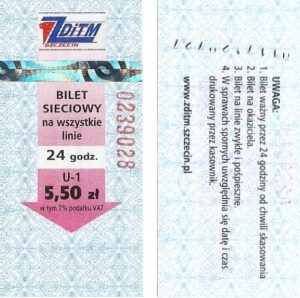 ZDiTM
SZCZECIN
BILET
SIECIOWY
na wszystkie
linie
24 godz.
U-1
5,50 zł
w tym 7% podatku VAT
0239028
UWAGA:
1. Bilet ważny przez 24 godziny od chwili skasowania
2. Bilet na okaziciela.
3. Bilet na linie zwykłe i pośpieszne.
4. W sprawach spornych uwzględnia się datę i czas
drukowany przez kasownik.
www.zditm.szczecin.pl